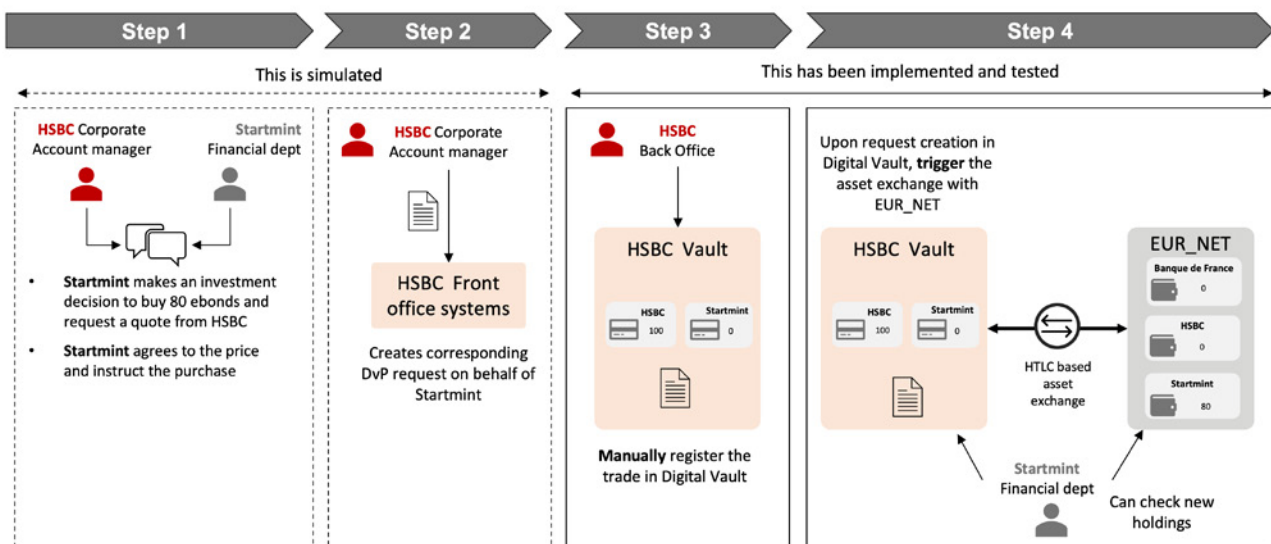 Step 1
Step 2
Step 3
Step 4
This is simulated
This has been implemented and tested
HSBC Corporate
Account manager
Startmint
Financial dept
• Startmint makes an investment
decision to buy 80 ebonds and
request a quote from HSBC
• Startmint agrees to the price
and instruct the purchase
HSBC Corporate
Account manager
HSBC Front
office systems
Creates corresponding
DvP request on behalf of
Startmint
HSBC
Back Office
HSBC Vault
HSBC
100
Startmint
0
Manually register the
trade in Digital Vault
Upon request creation in
Digital Vault, trigger the
asset exchange with
EUR_NET
HSBC Vault
HSBC
100
Startmint
0
HTLC based
asset
exchange
EUR_NET
Banque de France
0
HSBC
0
Startmint
80
Startmint
Financial dept
Can check new
holdings